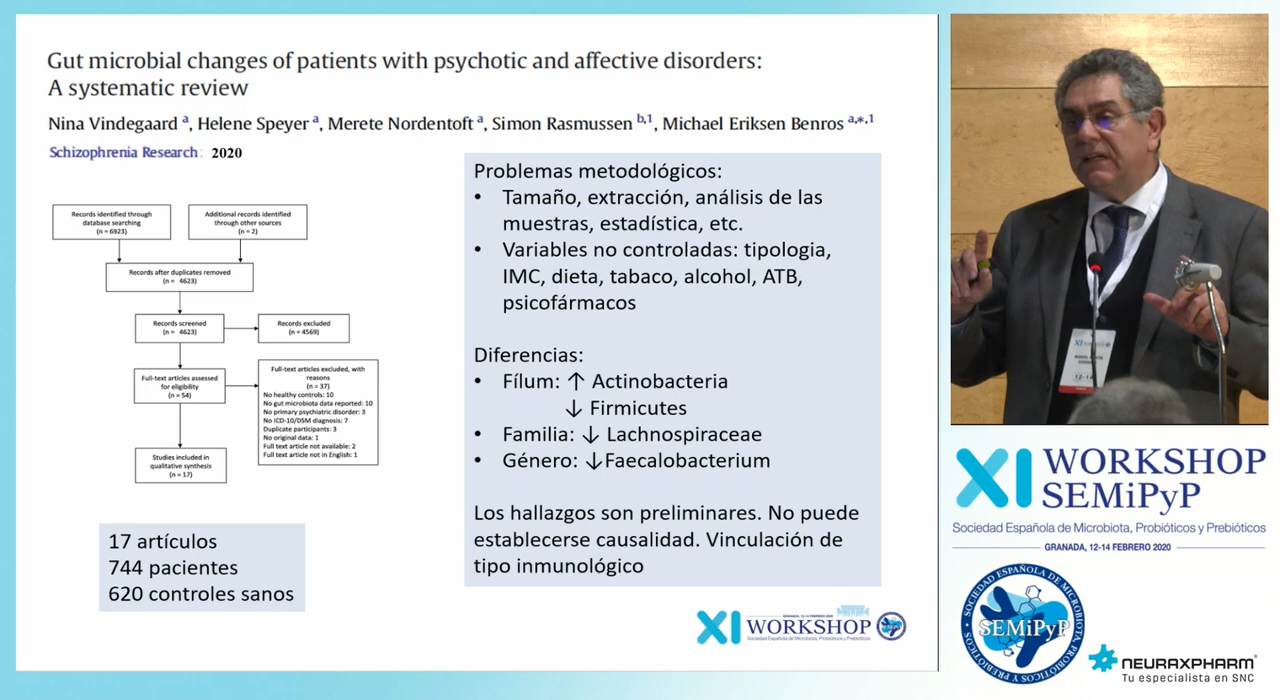 Gut microbial changes of patients with psychotic and affective disorders:
A systematic review
Nina Vindegaard a, Helene Speyer a, Merete Nordentoft a, Simon Rasmussen b,1, Michael Eriksen Benros a,*,1
Schizophrenia Research 2020
Records identified through
database searching
(n = 6923)
Additional records identified
through other sources
(n = 2)
Records after duplicates removed
(n = 4623)
Records screened
(n = 4623)
Records excluded
(n = 4569)
Full-text articles assessed
for eligibility
(n = 54)
Full-text articles excluded, with
reasons
(n = 37)
No healthy controls: 10
No gut microbiota data reported: 10
No primary psychiatric disorder: 3
No ICD-10/DSM diagnosis: 7
Duplicate participants: 3
No original data: 1
Full text article not available: 2
Full text article not in English: 1
Studies included in
qualitative synthesis
(n = 17)
17 artículos
744 pacientes
620 controles sanos
Problemas metodológicos:
• Tamaño, extracción, análisis de las
muestras, estadística, etc.
• Variables no controladas: tipologia,
IMC, dieta, tabaco, alcohol, ATB,
psicofármacos
Diferencias:
• Fílum: ↑ Actinobacteria
↓ Firmicutes
• Familia: ↓ Lachnospiraceae
• Género: ↓Faecalobacterium
Los hallazgos son preliminares. No puede
establecerse causalidad. Vinculación de
tipo inmunológico
XI WORKSHOP
Sociedad Española de Microbiota, Probióticos y Prebióticos
XI
12-14
XI WORKSHOP
SEMiPyP
Sociedad Española de Microbiota, Probióticos y Prebióticos
GRANADA, 12-14 FEBRERO 2020
SOCIEDAD ESPAÑOLA DE MICROBIOTA, PROBIÓTICOS Y PREBIÓTICOS
SEMiPyP
NEURAXPHARM
Tu especialista en SNC